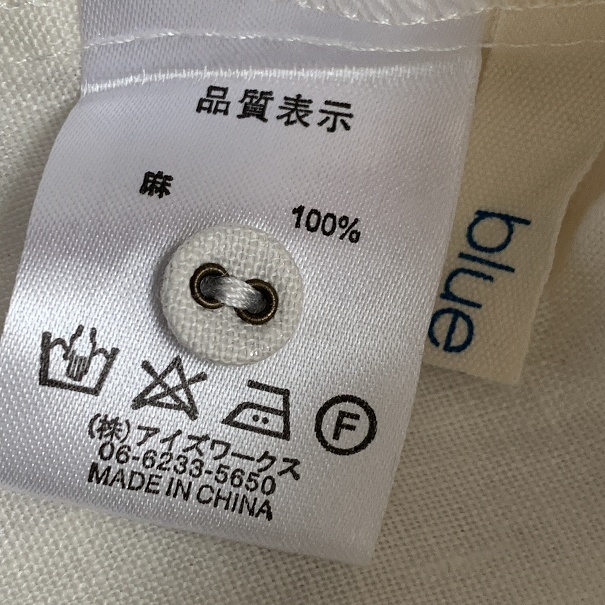 品質表示
麻
100%
F
(株)アイズワークス
06-6233-5650
MADE IN CHINA
blue